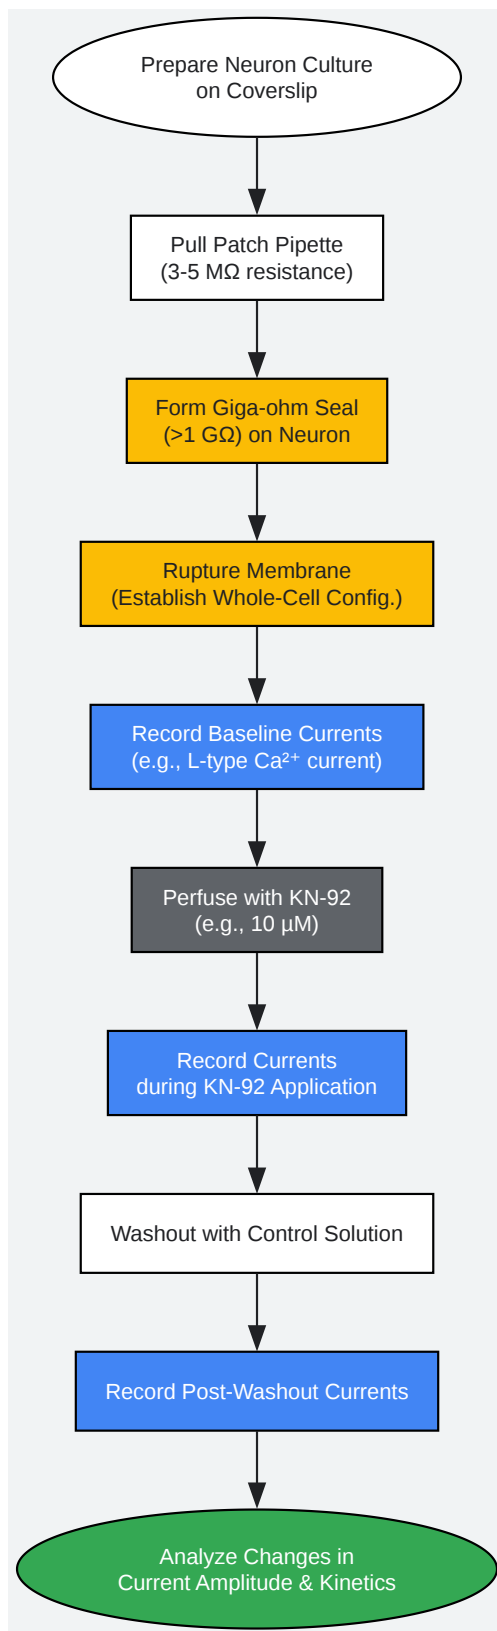 Prepare Neuron Culture
on Coverslip
Pull Patch Pipette
(3-5 MΩ resistance)
Form Giga-ohm Seal
(>1 GΩ) on Neuron
Rupture Membrane
(Establish Whole-Cell Config.)
Record Baseline Currents
(e.g., L-type Ca²⁺ current)
Perfuse with KN-92
(e.g., 10 µM)
Record Currents
during KN-92 Application
Washout with Control Solution
Record Post-Washout Currents
Analyze Changes in
Current Amplitude & Kinetics